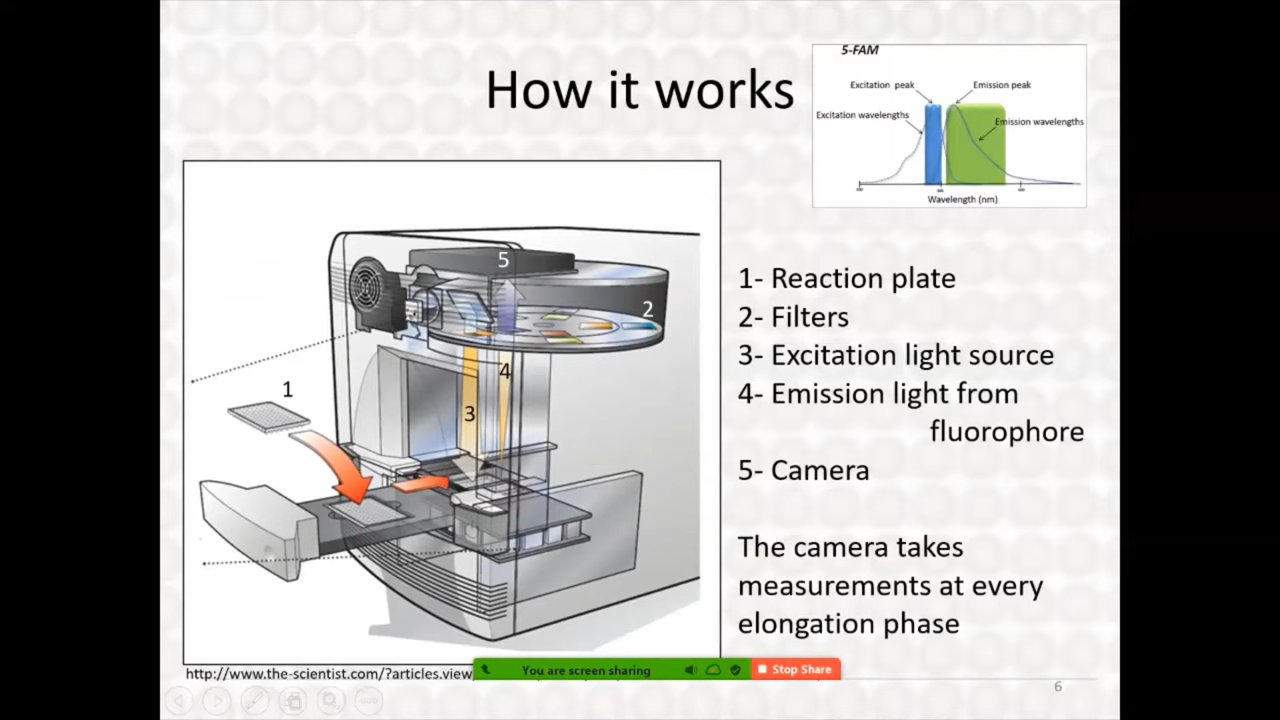 How it works
5-FAM
Excitation peak
Emission peak
Excitation wavelengths
Emission wavelengths
Wavelength (nm)
5
2
4
3
1
1- Reaction plate
2- Filters
3- Excitation light source
4- Emission light from
fluorophore
5- Camera
The camera takes
measurements at every
elongation phase
http://www.the-scientist.com/?articles.view
You are screen sharing
Stop Share
6